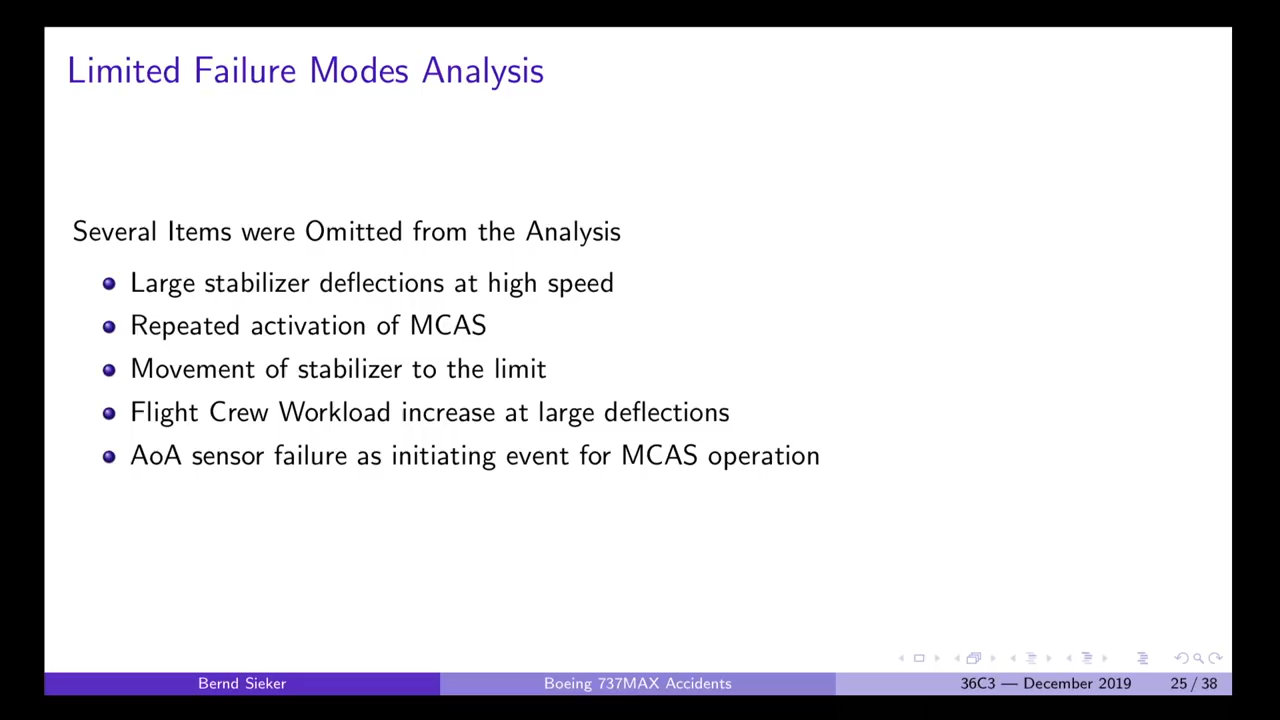 Limited Failure Modes Analysis
Several Items were Omitted from the Analysis
Large stabilizer deflections at high speed
Repeated activation of MCAS
Movement of stabilizer to the limit
Flight Crew Workload increase at large deflections
AoA sensor failure as initiating event for MCAS operation
Bernd Sieker
Boeing 737MAX Accidents
36C3 — December 2019
25 / 38